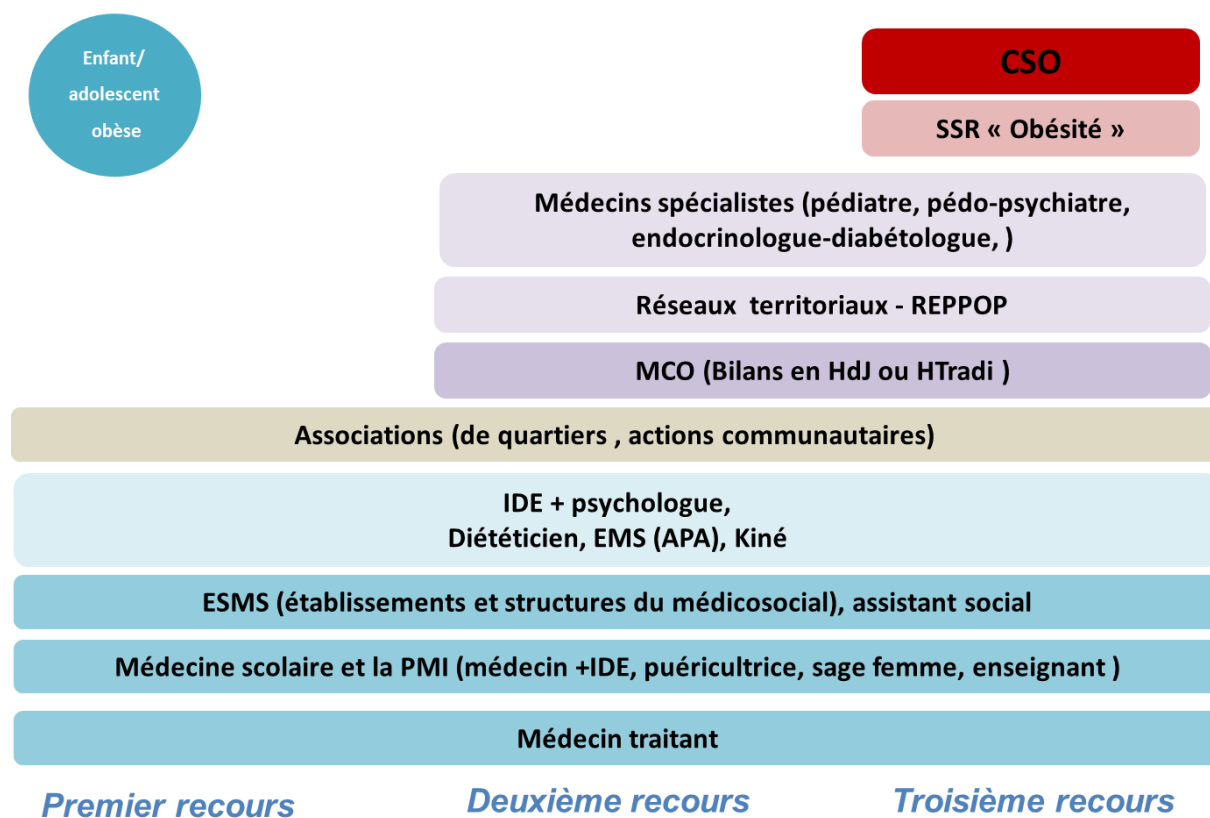 Enfant/
adolescent
obèse
CSO
SSR « Obésité »
Médecins spécialistes (pédiatre, pédo-psychiatre,
endocrinologue-diabétologue, )
Réseaux  territoriaux - REPPOP
MCO (Bilans en HdJ ou HTradi )
Associations (de quartiers , actions communautaires)
IDE + psychologue,
Diététicien, EMS (APA), Kiné
ESMS (établissements et structures du médicosocial), assistant social
Médecine scolaire et la PMI (médecin +IDE, puéricultrice, sage femme, enseignant )
Médecin traitant
Premier recours
Deuxième recours
Troisième recours